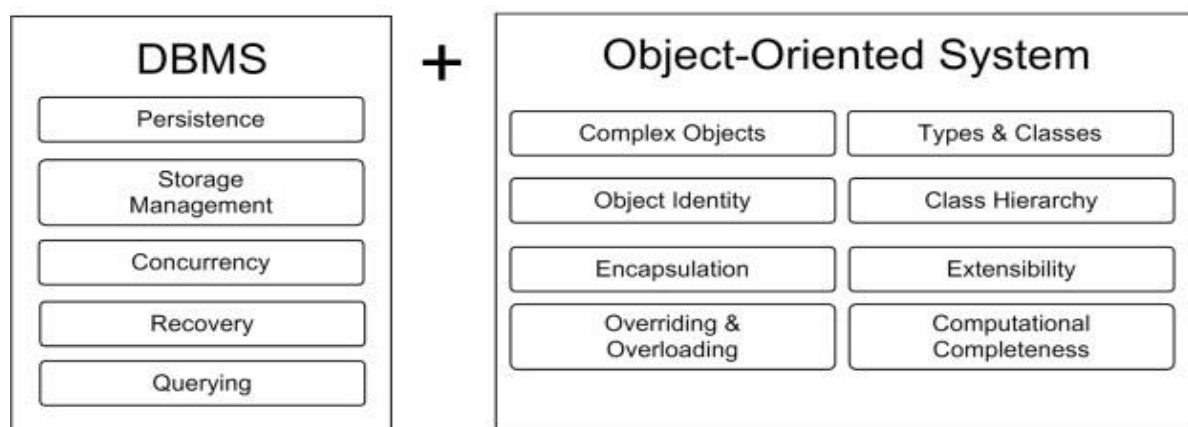 DBMS
Persistence
Storage
Management
Concurrency
Recovery
Querying
+
Object-Oriented System
Complex Objects
Types & Classes
Object Identity
Class Hierarchy
Encapsulation
Extensibility
Overriding &
Overloading
Computational
Completeness